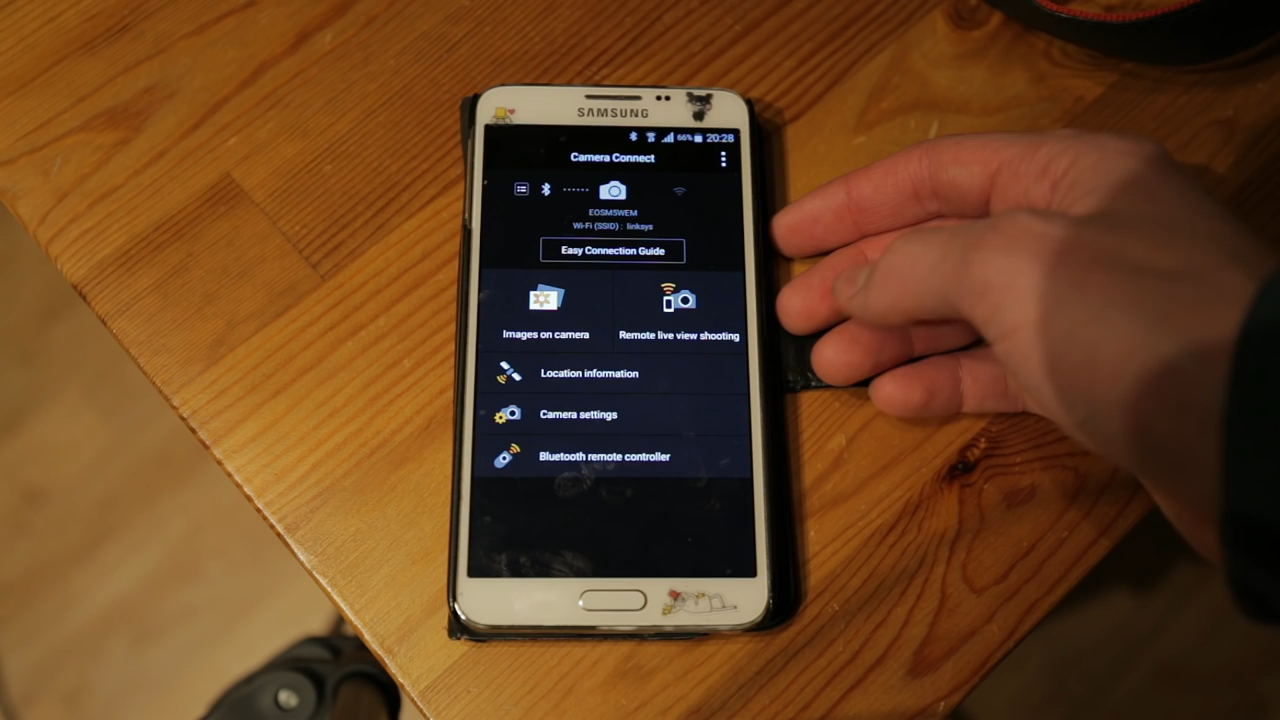 SAMSUNG
66% 20:28
Camera Connect
EOSM5WEM
Wi-Fi (SSID) : linksys
Easy Connection Guide
Images on camera
Remote live view shooting
Location information
Camera settings
Bluetooth remote controller